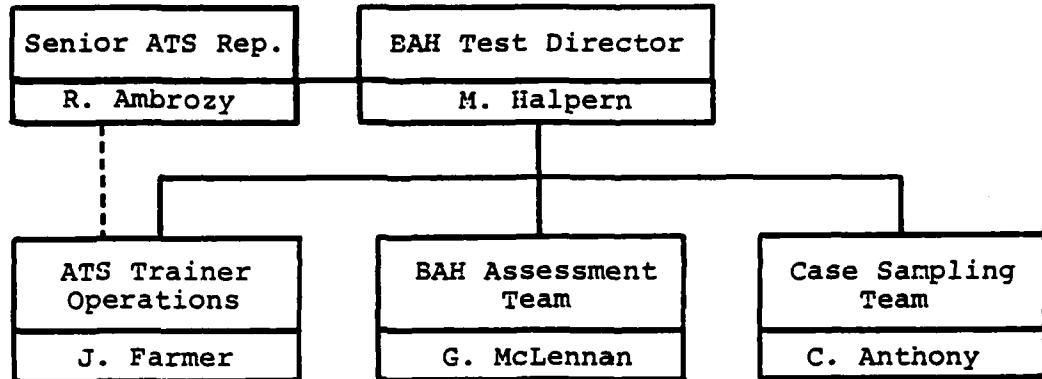 Senior ATS Rep.
R. Ambrozy
BAH Test Director
M. Halpern
ATS Trainer
Operations
J. Farmer
BAH Assessment
Team
G. McLennan
Case Sampling
Team
C. Anthony